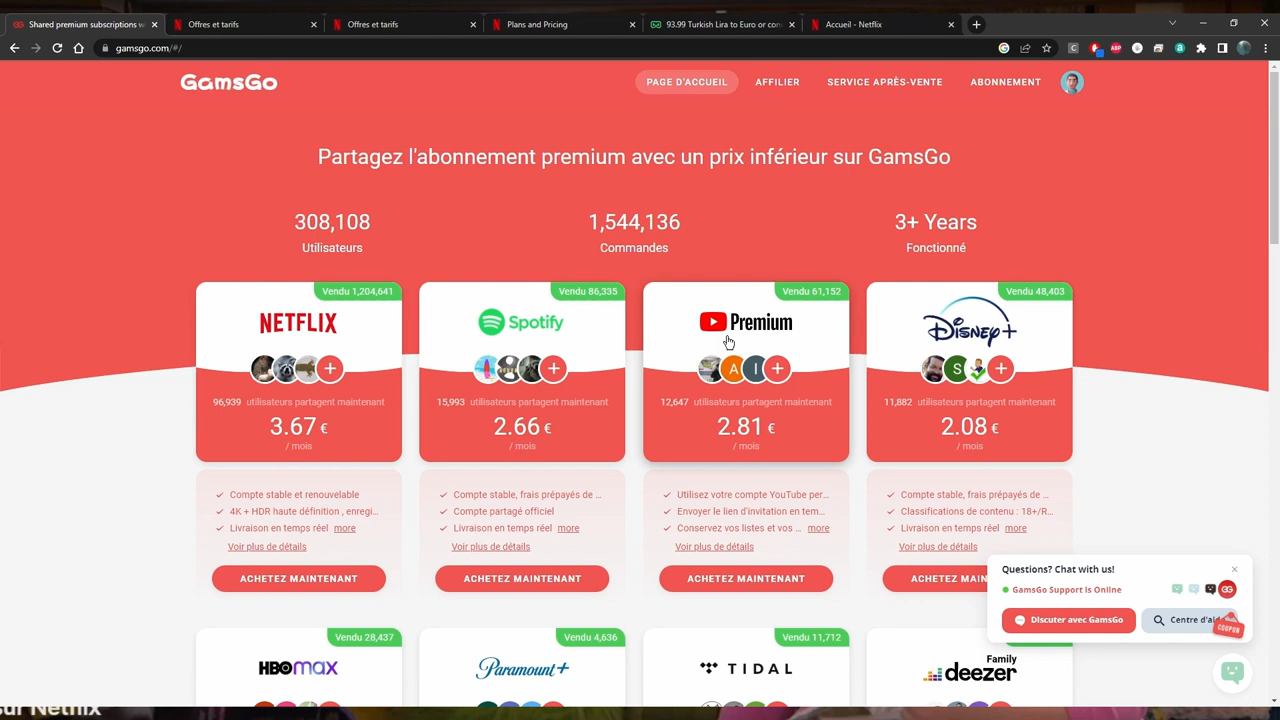 Shared premium subscriptions w
Offres et tarifs
Offres et tarifs
Plans and Pricing
93.99 Turkish Lira to Euro or con
Accueil - Netflix
gamsgo.com/#/
GamsGo
PAGE D'ACCUEIL
AFFILIER
SERVICE APRÈS-VENTE
ABONNEMENT
Partagez l'abonnement premium avec un prix inférieur sur GamsGo
308,108
Utilisateurs
1,544,136
Commandes
3+ Years
Fonctionné
Vendu 1,204,641
NETFLIX
96,939 utilisateurs partagent maintenant
3.67 €
/ mois
Compte stable et renouvelable
4K + HDR haute définition , enregi...
Livraison en temps réel more
Voir plus de détails
ACHETEZ MAINTENANT
Vendu 86,335
Spotify
15,993 utilisateurs partagent maintenant
2.66 €
/ mois
Compte stable, frais prépayés de ...
Compte partagé officiel
Livraison en temps réel more
Voir plus de détails
ACHETEZ MAINTENANT
Vendu 61,152
Premium
A
I
12,647 utilisateurs partagent maintenant
2.81 €
/ mois
Utilisez votre compte YouTube per...
Envoyer le lien d'invitation en tem...
Conservez vos listes et vos ... more
Voir plus de détails
ACHETEZ MAINTENANT
Vendu 48,403
Disney+
S
11,882 utilisateurs partagent maintenant
2.08 €
/ mois
Compte stable, frais prépayés de ...
Classifications de contenu : 18+/R...
Livraison en temps réel more
Voir plus de détails
ACHETEZ MAIN
Questions? Chat with us!
GamsGo Support Is Online
GG
Discuter avec GamsGo
Centre d'ai
COUPON
Vendu 28,437
HBOMAX
Vendu 4,636
Paramount+
Vendu 11,712
TIDAL
Family
deezer
sur Netflix